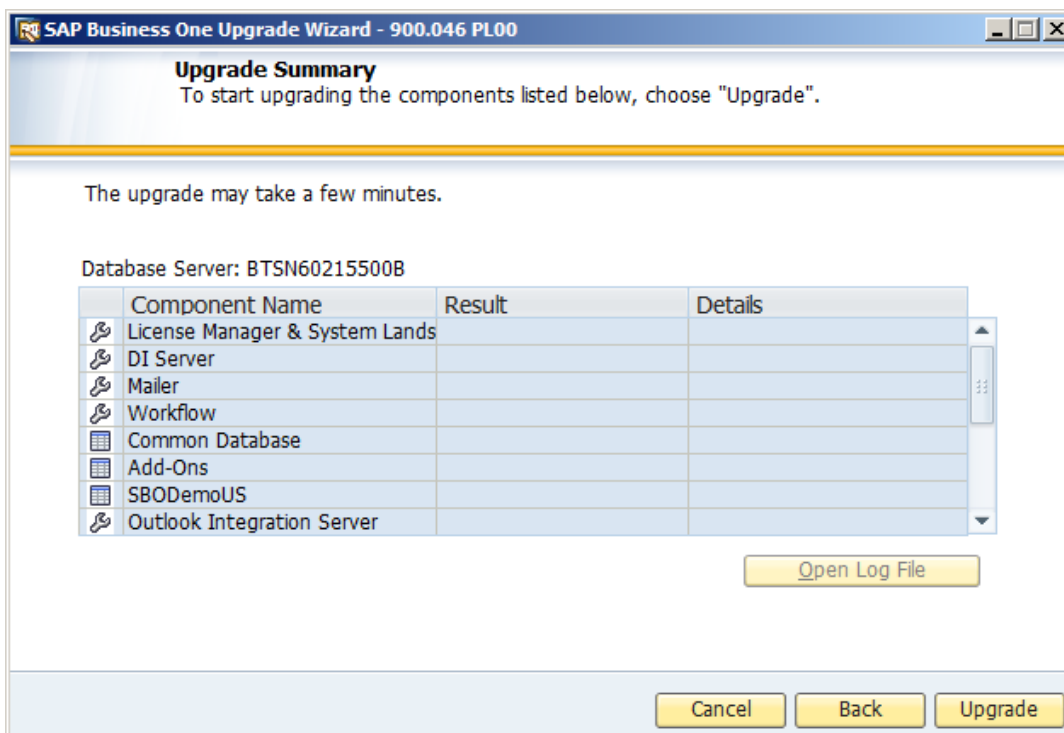 SAP Business One Upgrade Wizard - 900.046 PL00
Upgrade Summary
To start upgrading the components listed below, choose "Upgrade".
The upgrade may take a few minutes.
Database Server: BTSN60215500B
Component Name Result Details
License Manager & System Lands
DI Server
Mailer
Workflow
Common Database
Add-Ons
SBODemoUS
Outlook Integration Server
Open Log File
Cancel Back Upgrade